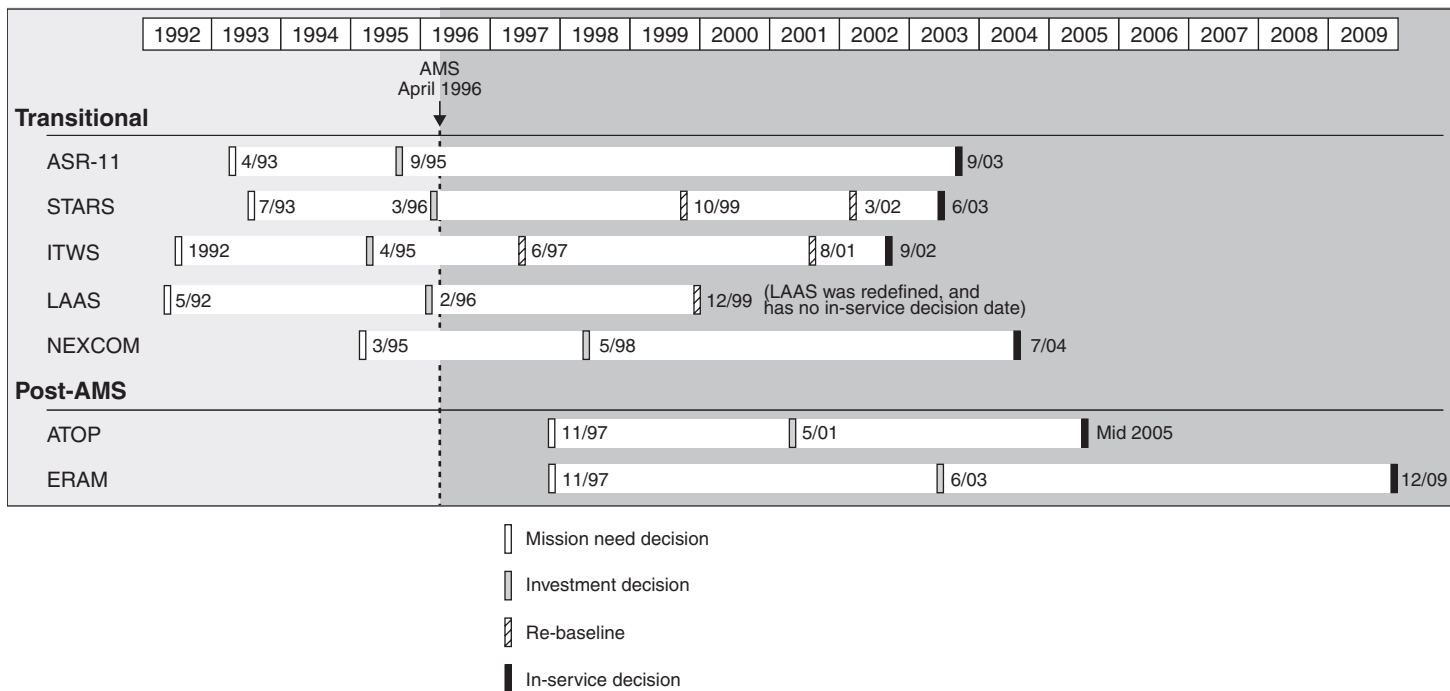 1992 1993 1994 1995 1996 1997 1998 1999 2000 2001 2002 2003 2004 2005 2006 2007 2008 2009
AMS
April 1996
Transitional
ASR-11 4/93 9/95 9/03
STARS 7/93 3/96 10/99 3/02 6/03
ITWS 1992 4/95 6/97 8/01 9/02
LAAS 5/92 2/96 12/99 (LAAS was redefined, and
has no in-service decision date)
NEXCOM 3/95 5/98 7/04
Post-AMS
ATOP 11/97 5/01 Mid 2005
ERAM 11/97 6/03 12/09
Mission need decision
Investment decision
Re-baseline
In-service decision